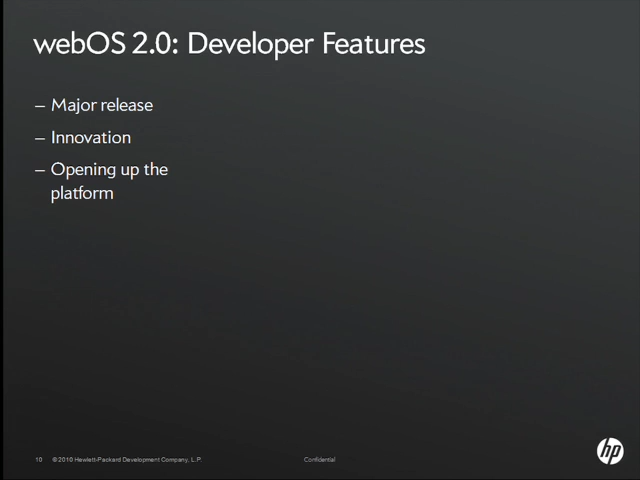 webOS 2.0: Developer Features
– Major release
– Innovation
– Opening up the
platform
10 © 2010 Hewlett-Packard Development Company, L.P. Confidential
hp